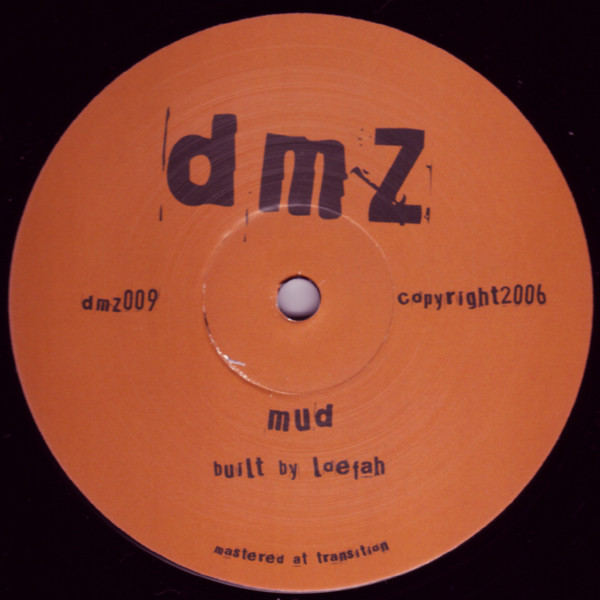 dmz
dmz009
copyright2006
mud
built by loefah
mastered at transition